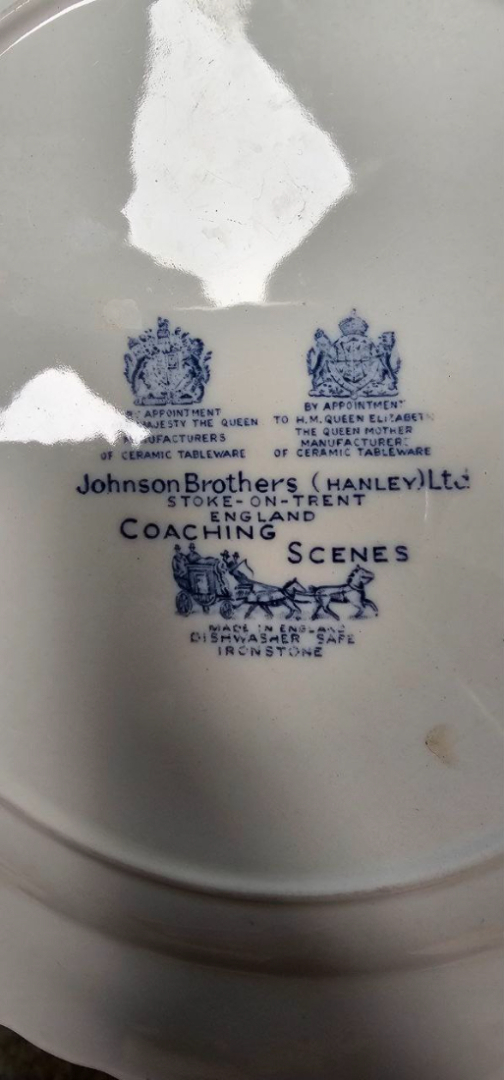 BY APPOINTMENT
MAJESTY THE QUEEN
MANUFACTURERS
OF CERAMIC TABLEWARE
BY APPOINTMENT
TO H.M. QUEEN ELIZABETH
THE QUEEN MOTHER
MANUFACTURERS
OF CERAMIC TABLEWARE
Johnson Brothers (HANLEY) Ltd
STOKE-ON-TRENT
ENGLAND
COACHING
SCENES
MADE IN ENGLAND
DISHWASHER SAFE
IRONSTONE